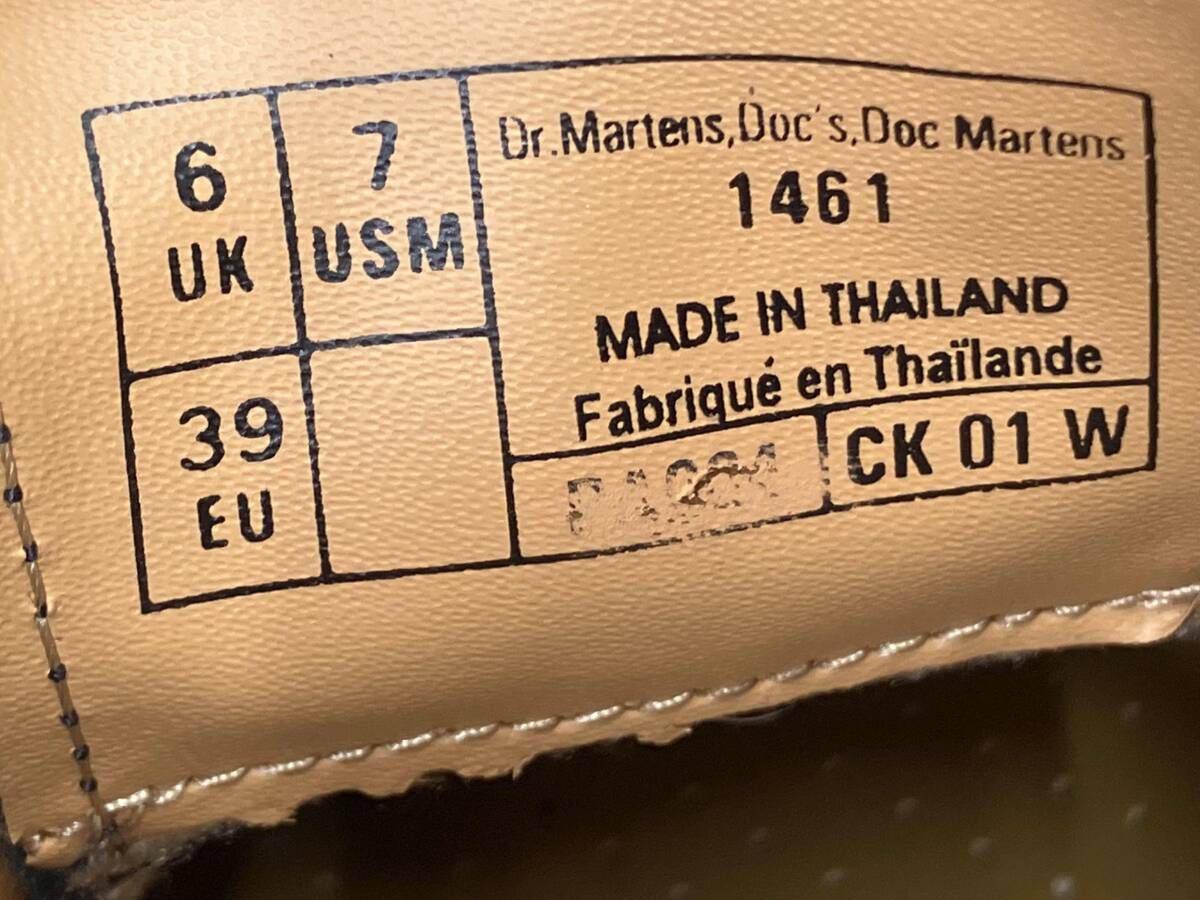 6
UK
7
USM
39
EU
Dr.Martens,Doc's,Doc Martens
1461
MADE IN THAILAND
Fabriqué en Thaïlande
CK 01 W